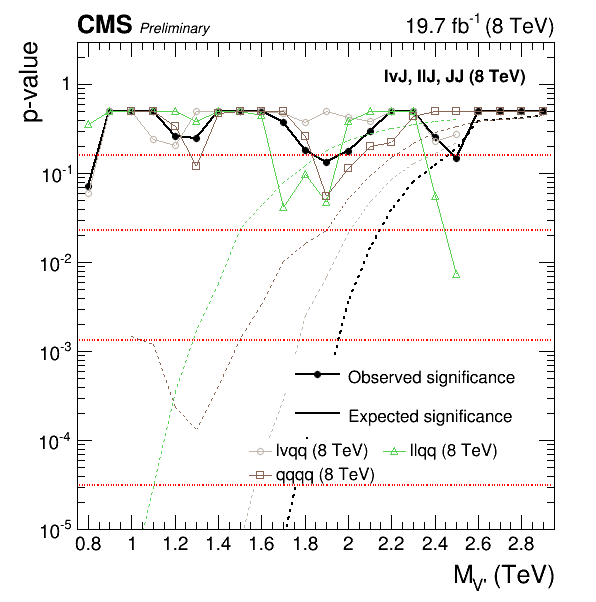 CMS Preliminary 19.7 fb⁻¹ (8 TeV)
lνJ, llJ, JJ (8 TeV)
p-value
1
10⁻¹
10⁻²
10⁻³
10⁻⁴
10⁻⁵
Observed significance
Expected significance
lvqq (8 TeV) llqq (8 TeV)
qqqq (8 TeV)
0.8 1 1.2 1.4 1.6 1.8 2 2.2 2.4 2.6 2.8
M_V' (TeV)